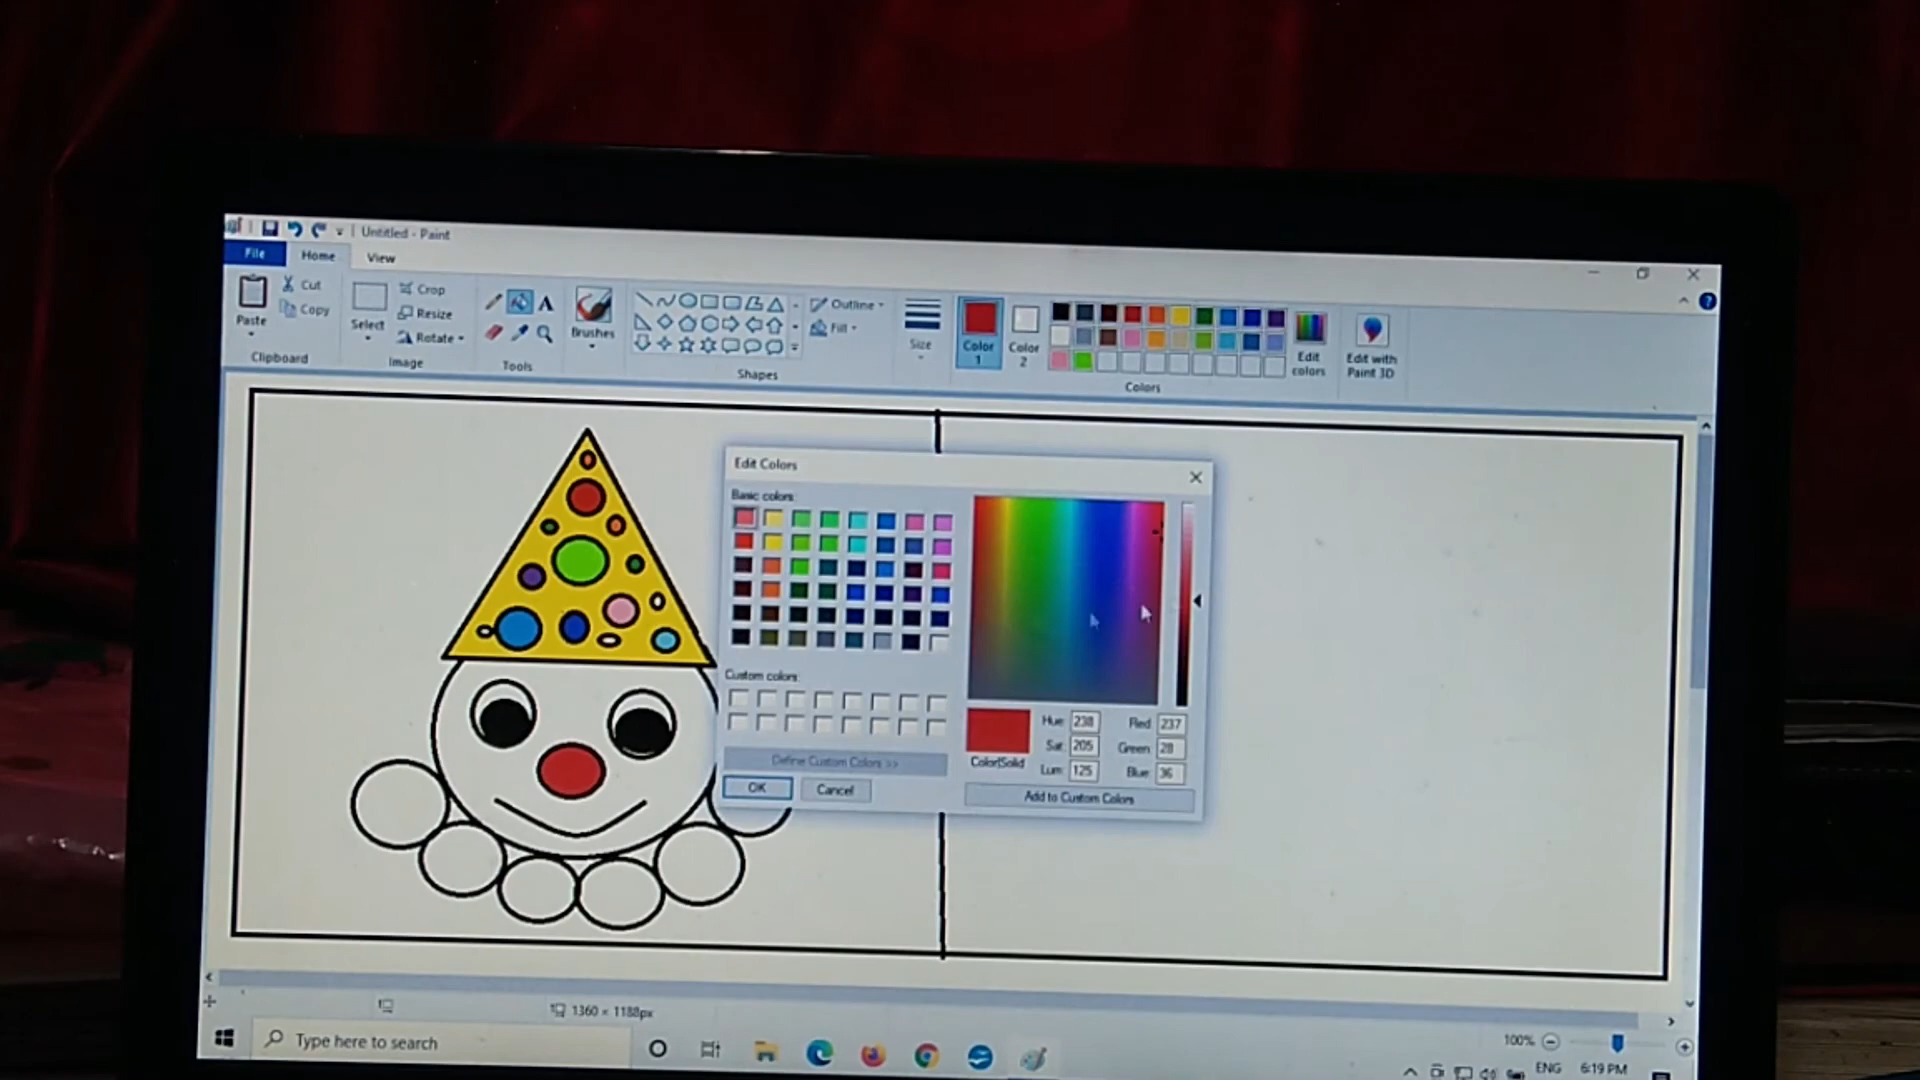 Untitled - Paint
File Home View
Paste
Cut
Copy
Clipboard
Select
Crop
Resize
Rotate
Image
A
Tools
Brushes
Shapes
Outline
Fill
Size
Color 1
Color 2
Colors
Edit colors
Edit with Paint 3D
Edit Colors
Basic colors:
Custom colors:
Define Custom Colors >>
OK Cancel
Color|Solid
Hue: 238 Red: 237
Sat: 205 Green: 28
Lum: 125 Blue: 36
Add to Custom Colors
1360 × 1188px
100%
Type here to search
ENG 6:19 PM